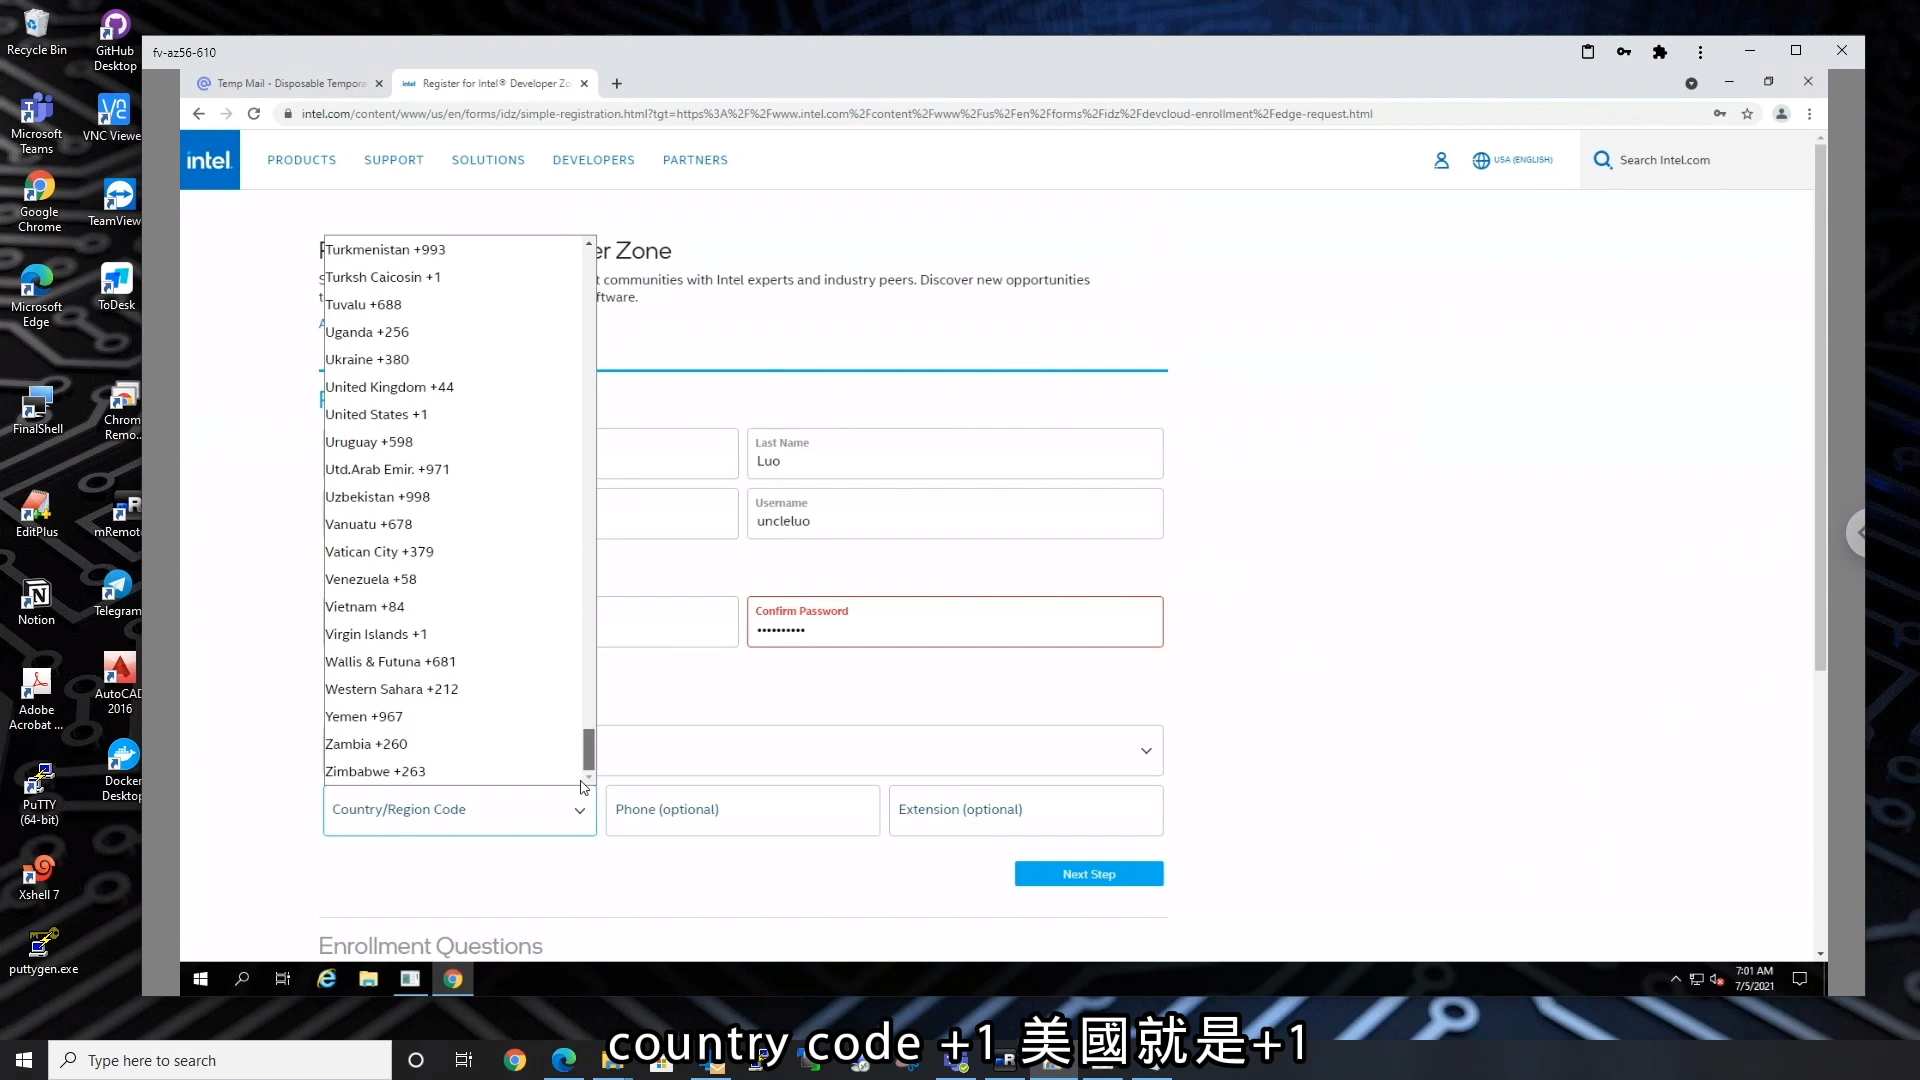 Recycle Bin
GitHub
Desktop
Microsoft
Teams
VNC Viewe
Google
Chrome
TeamView
Microsoft
Edge
ToDesk
FinalShell
Chrom
Remo...
EditPlus
mRemot
Notion
Telegram
Adobe
Acrobat ...
AutoCAD
2016
PuTTY
(64-bit)
Docker
Desktop
Xshell 7
puttygen.exe
fv-az56-610
Temp Mail - Disposable Tempora
intel Register for Intel® Developer Zo
intel.com/content/www/us/en/forms/idz/simple-registration.html?tgt=https%3A%2F%2Fwww.intel.com%2Fcontent%2Fwww%2Fus%2Fen%2Fforms%2Fidz%2Fdevcloud-enrollment%2Fedge-request.html
intel.
PRODUCTS SUPPORT SOLUTIONS DEVELOPERS PARTNERS
USA (ENGLISH)
Search Intel.com
er Zone
t communities with Intel experts and industry peers. Discover new opportunities
ftware.
Turkmenistan +993
Turksh Caicosin +1
Tuvalu +688
Uganda +256
Ukraine +380
United Kingdom +44
United States +1
Uruguay +598
Utd.Arab Emir. +971
Uzbekistan +998
Vanuatu +678
Vatican City +379
Venezuela +58
Vietnam +84
Virgin Islands +1
Wallis & Futuna +681
Western Sahara +212
Yemen +967
Zambia +260
Zimbabwe +263
Last Name
Luo
Username
uncleluo
Confirm Password
••••••••••
Country/Region Code
Phone (optional)
Extension (optional)
Next Step
Enrollment Questions
7:01 AM
7/5/2021
country code +1 美國就是+1
Type here to search